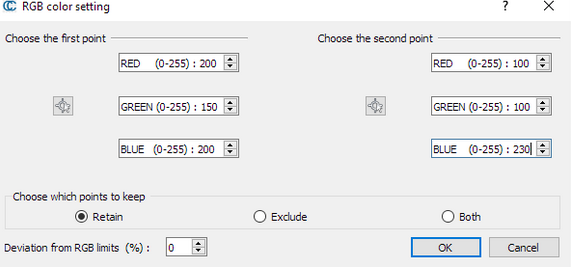 RGB color setting ?
Choose the first point Choose the second point
RED (0-255) : 200 RED (0-255) : 100
GREEN (0-255) : 150 GREEN (0-255) : 100
BLUE (0-255) : 200 BLUE (0-255) : 230
Choose which points to keep
Retain Exclude Both
Deviation from RGB limits (%) : 0 OK Cancel